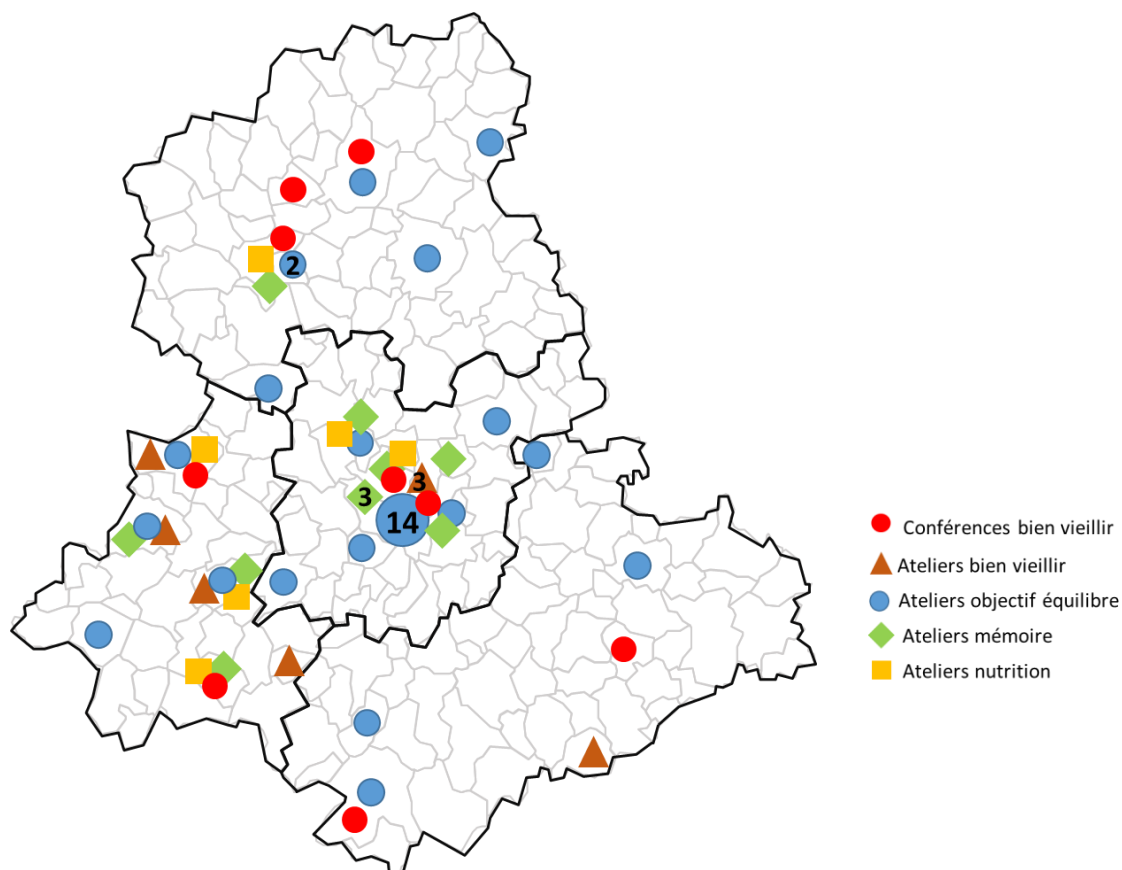 2
3
3
14
Conférences bien vieillir
Ateliers bien vieillir
Ateliers objectif équilibre
Ateliers mémoire
Ateliers nutrition